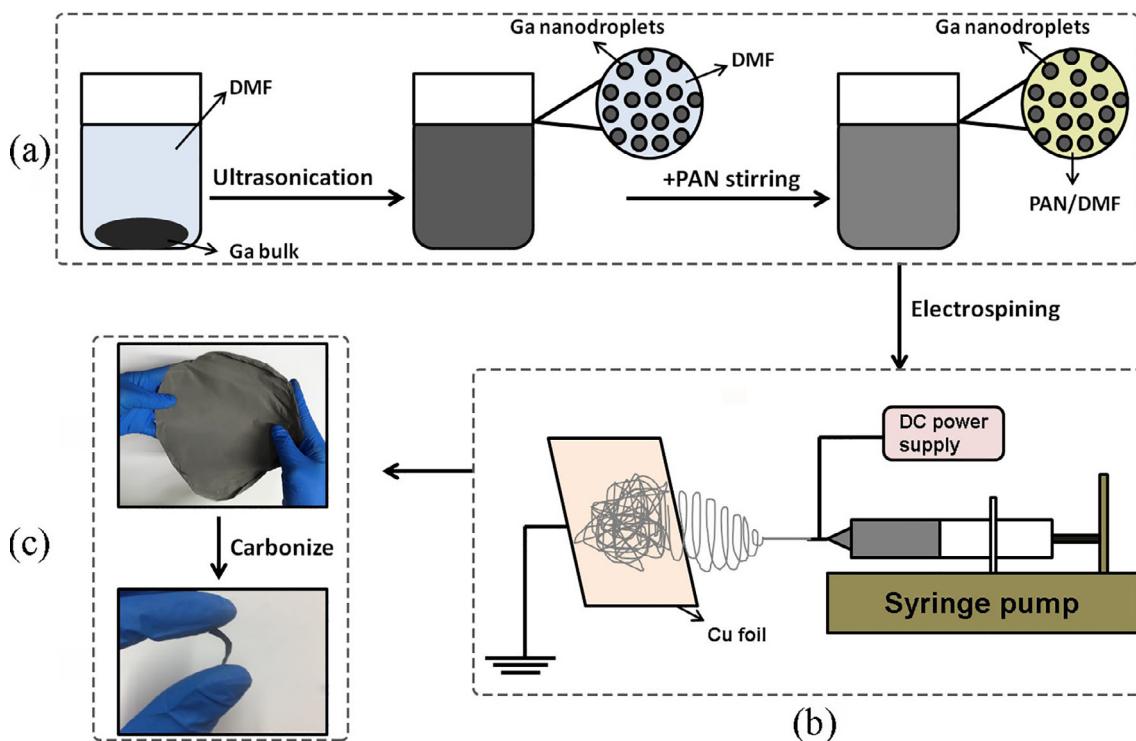 Ga nanodroplets
DMF
Ga nanodroplets
DMF
(a)
Ultrasonication
+PAN stirring
PAN/DMF
Ga bulk
Electrospining
DC power
supply
(c)
Carbonize
Syringe pump
Cu foil
(b)